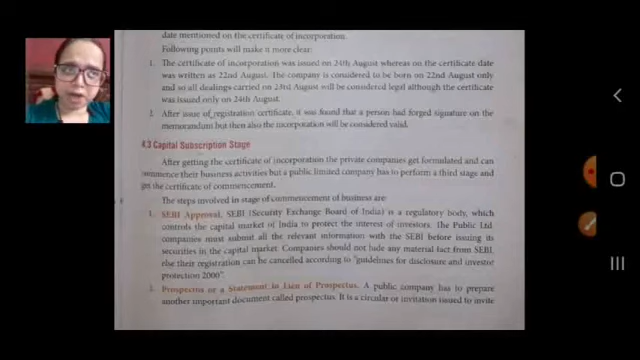 date mentioned on the certificate of incorporation.
Following points will make it more clear:
1. The certificate of incorporation was issued on 24th August whereas on the certificate date
was written as 22nd August. The company is considered to be born on 22nd August only
and so all dealings carried on 23rd August will be considered legal although the certificate
was issued only on 24th August.
2. After issue of registration certificate, it was found that a person had forged signature on the
memorandum but then also the incorporation will be considered valid.
4.3 Capital Subscription Stage
After getting the certificate of incorporation the private companies get formulated and can
commence their business activities but a public limited company has to perform a third stage and
get the certificate of commencement.
The steps involved in stage of commencement of business are
1. SEBI Approval. SEBI (Security Exchange Board of India) is a regulatory body, which
controls the capital market of India to protect the interest of investors. The Public Ltd
companies must submit all the relevant information with the SEBI before issuing its
securities in the capital market. Companies should not hide any material fact from SEBI,
else their registration can be cancelled according to "guidelines for disclosure and investor
protection 2000".
2. Prospectus or a Statement in Lieu of Prospectus. A public company has to prepare
another important document called prospectus. It is a circular or invitation issued to invite